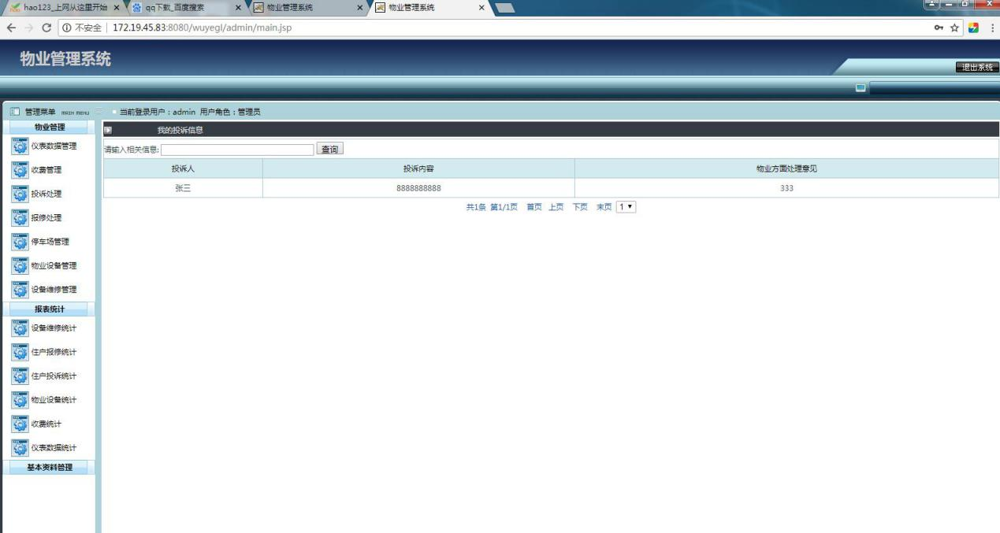 hao123_上网从这里开始
qq下载_百度搜索
物业管理系统
物业管理系统
不安全 172.19.45.83:8080/wuyegl/admin/main.jsp
物业管理系统
退出系统
管理菜单 MAIN MENU
当前登录用户：admin 用户角色：管理员
物业管理
仪表数据管理
收费管理
投诉处理
报修处理
停车场管理
物业设备管理
设备维修管理
报表统计
设备维修统计
住户报修统计
住户投诉统计
物业设备统计
收费统计
仪表数据统计
基本资料管理
我的投诉信息
请输入相关信息: 查询
投诉人 投诉内容 物业方面处理意见
张三 8888888888 333
共1条 第1/1页 首页 上页 下页 末页 1